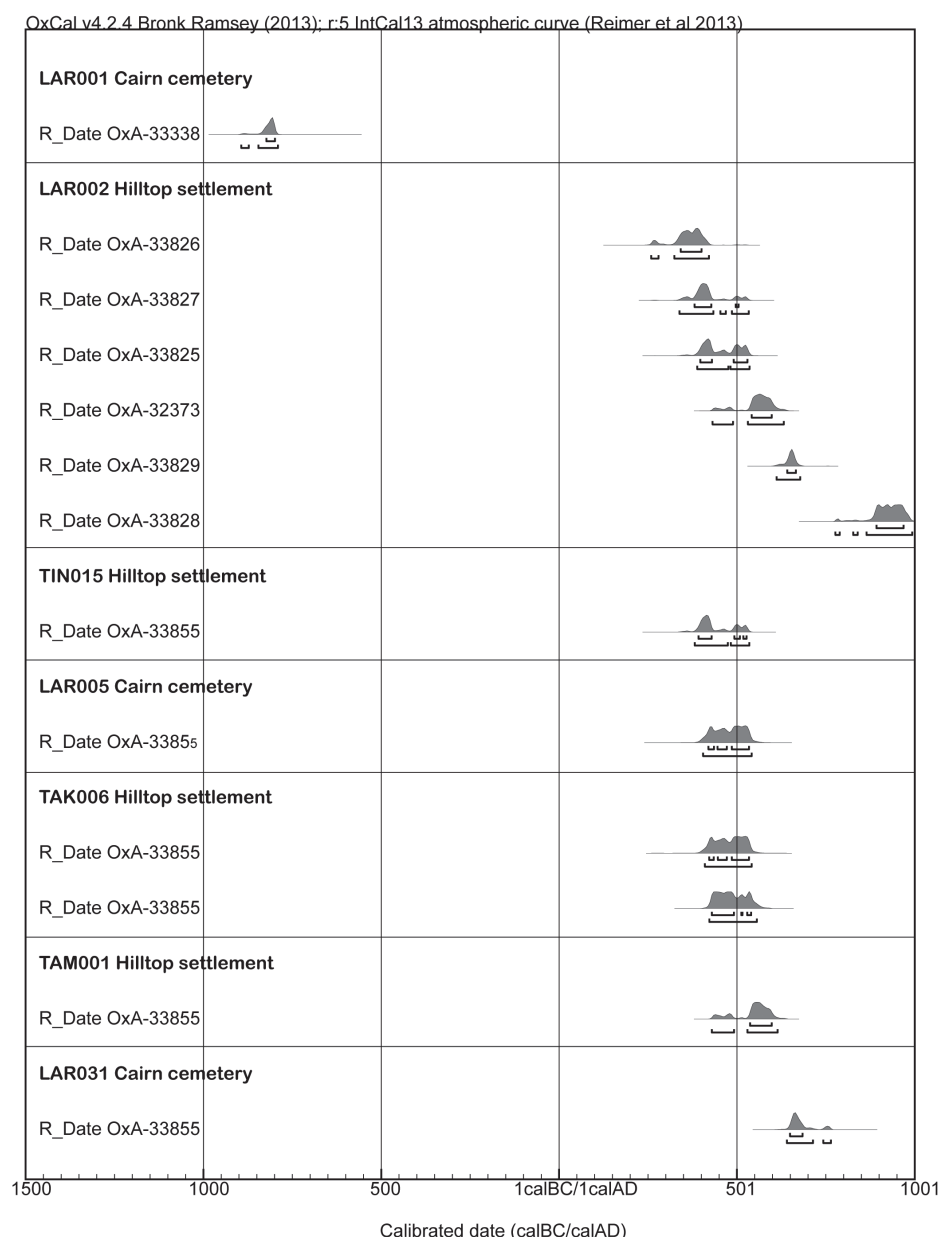 OxCal v4.2.4 Bronk Ramsey (2013); r:5 IntCal13 atmospheric curve (Reimer et al 2013)
LAR001 Cairn cemetery
R_Date OxA-33338
LAR002 Hilltop settlement
R_Date OxA-33826
R_Date OxA-33827
R_Date OxA-33825
R_Date OxA-32373
R_Date OxA-33829
R_Date OxA-33828
TIN015 Hilltop settlement
R_Date OxA-33855
LAR005 Cairn cemetery
R_Date OxA-33855
TAK006 Hilltop settlement
R_Date OxA-33855
R_Date OxA-33855
TAM001 Hilltop settlement
R_Date OxA-33855
LAR031 Cairn cemetery
R_Date OxA-33855
1500 1000 500 1calBC/1calAD 501 1001
Calibrated date (calBC/calAD)